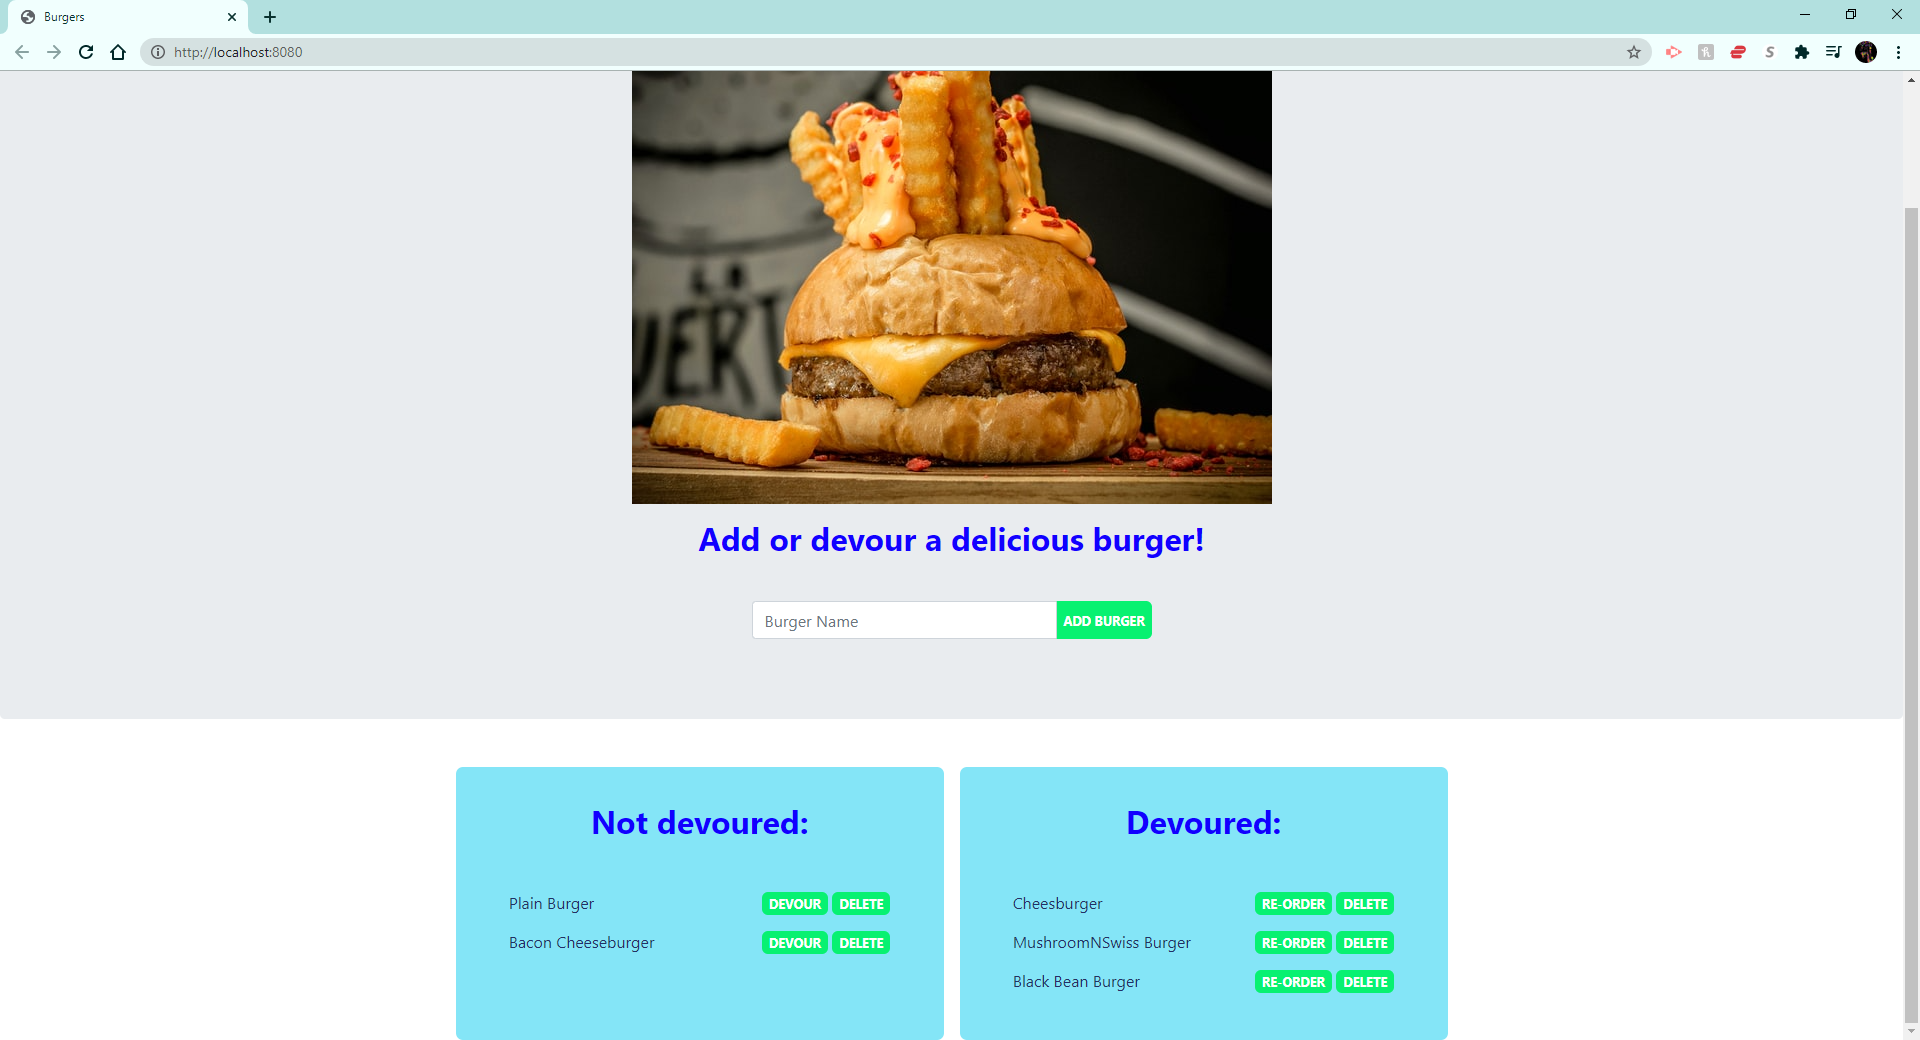 Burgers
http://localhost:8080
VERT
Add or devour a delicious burger!
Burger Name
ADD BURGER
Not devoured:
Plain Burger DEVOUR DELETE
Bacon Cheeseburger DEVOUR DELETE
Devoured:
Cheesburger RE-ORDER DELETE
MushroomNSwiss Burger RE-ORDER DELETE
Black Bean Burger RE-ORDER DELETE